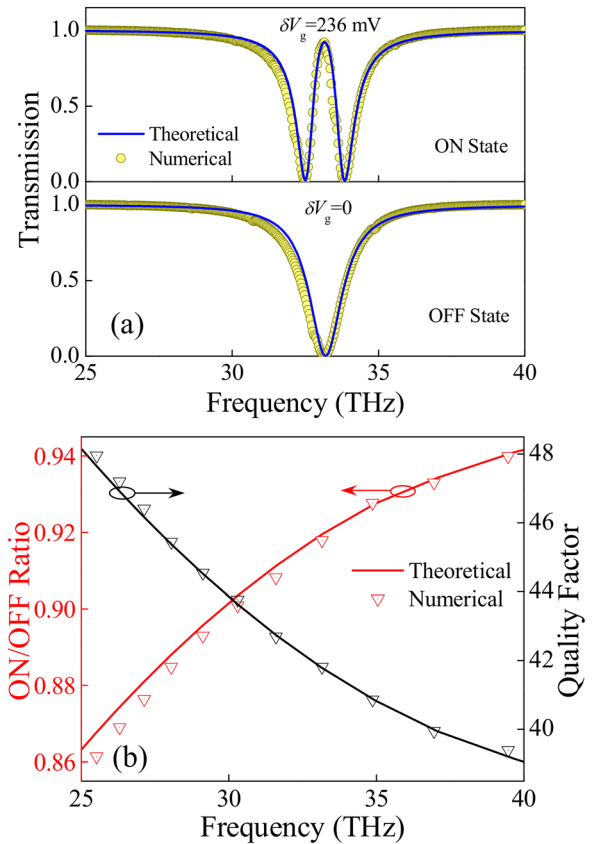 1.0
δVg=236 mV
0.5
Theoretical
Numerical
ON State
0.0
Transmission
1.0
δVg=0
0.5
(a)
OFF State
0.0
25 30 35 40
Frequency (THz)
0.94 48
0.92 46
ON/OFF Ratio
Theoretical
Numerical
Quality Factor
0.90 44
0.88 42
0.86 40
(b)
25 30 35 40
Frequency (THz)